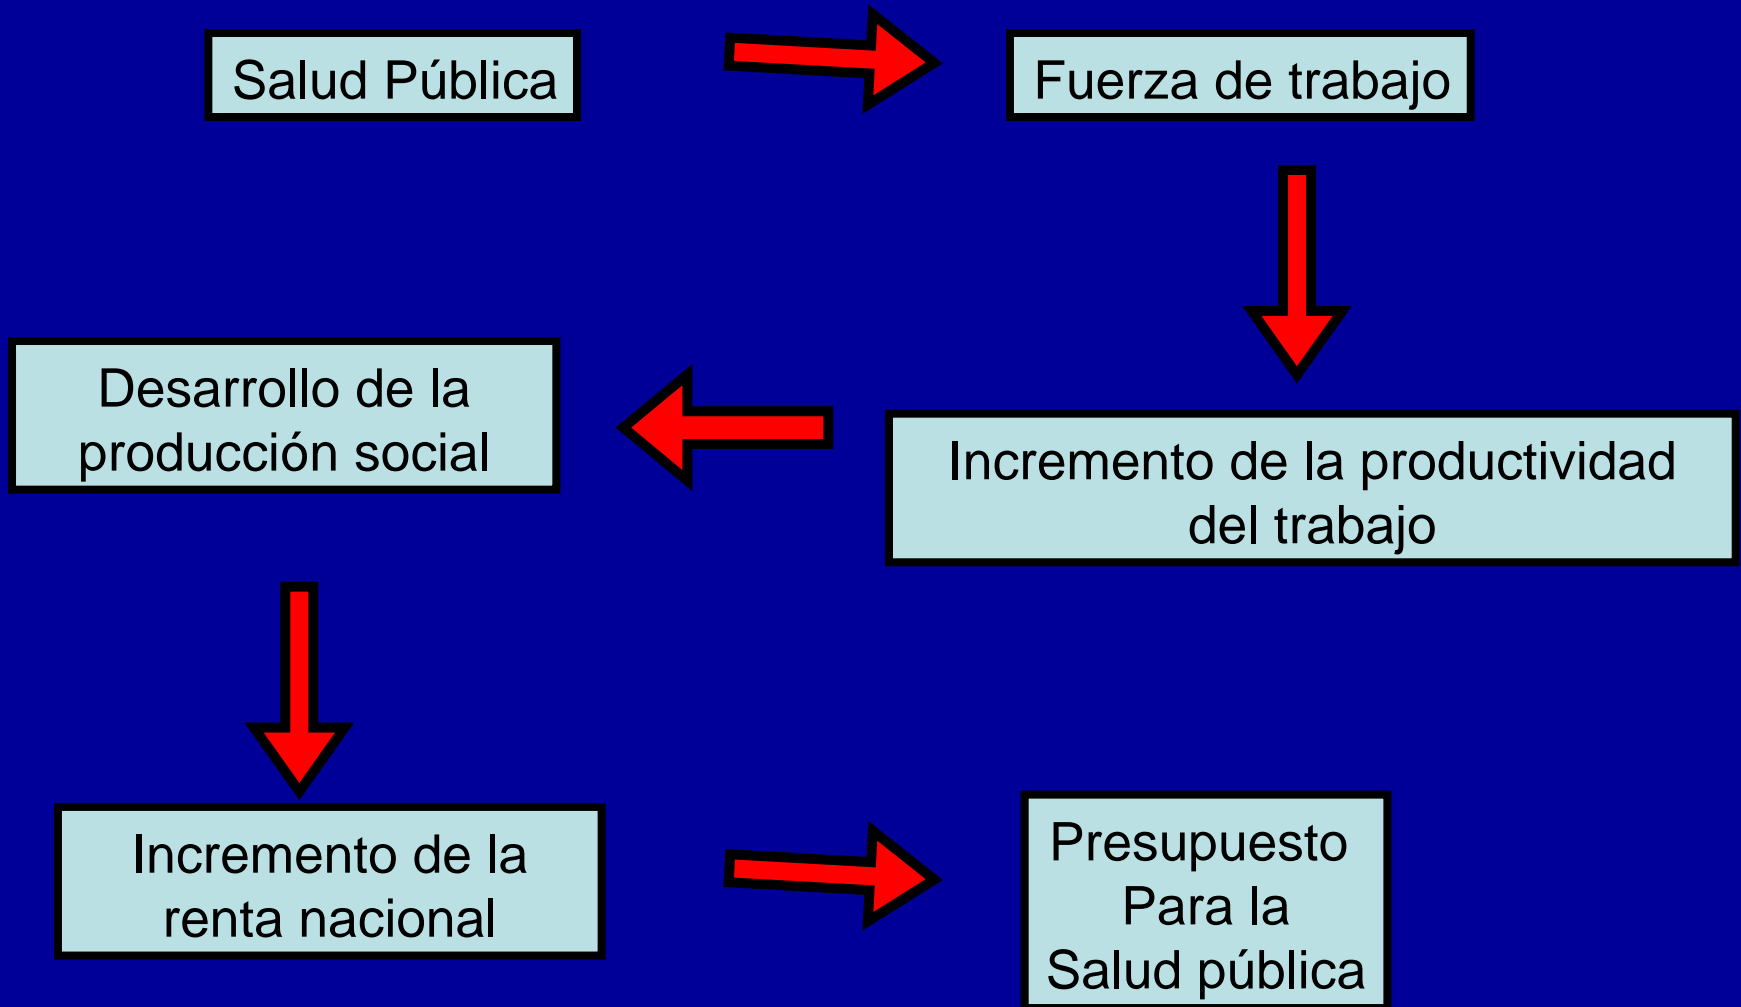 Salud Pública
Fuerza de trabajo
Incremento de la productividad
del trabajo
Desarrollo de la
producción social
Incremento de la
renta nacional
Presupuesto
Para la
Salud pública